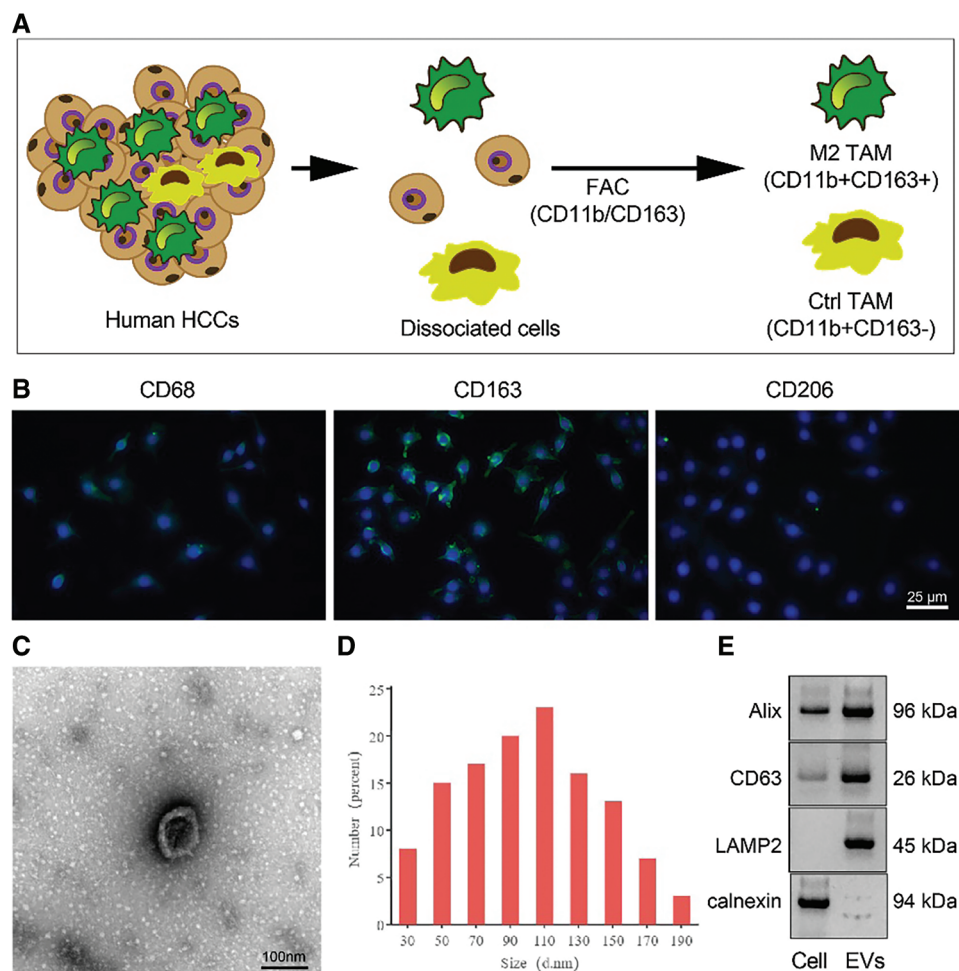 A
Human HCCs
Dissociated cells
FAC
(CD11b/CD163)
M2 TAM
(CD11b+CD163+)
Ctrl TAM
(CD11b+CD163-)
B
CD68
CD163
CD206
25 µm
C
100nm
D
Number (percent)
25
20
15
10
5
0
30 50 70 90 110 130 150 170 190
Size (d.nm)
E
Alix 96 kDa
CD63 26 kDa
LAMP2 45 kDa
calnexin 94 kDa
Cell EVs